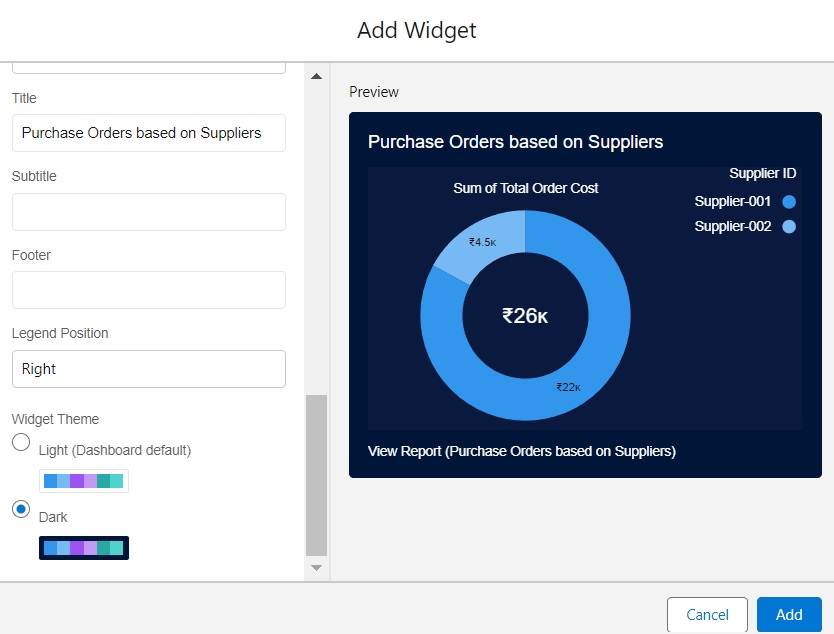 Add Widget
Title
Purchase Orders based on Suppliers
Subtitle
Footer
Legend Position
Right
Widget Theme
Light (Dashboard default)
Dark
Preview
Purchase Orders based on Suppliers
Supplier ID
Sum of Total Order Cost
Supplier-001
Supplier-002
₹4.5K
₹26K
₹22K
View Report (Purchase Orders based on Suppliers)
Cancel
Add